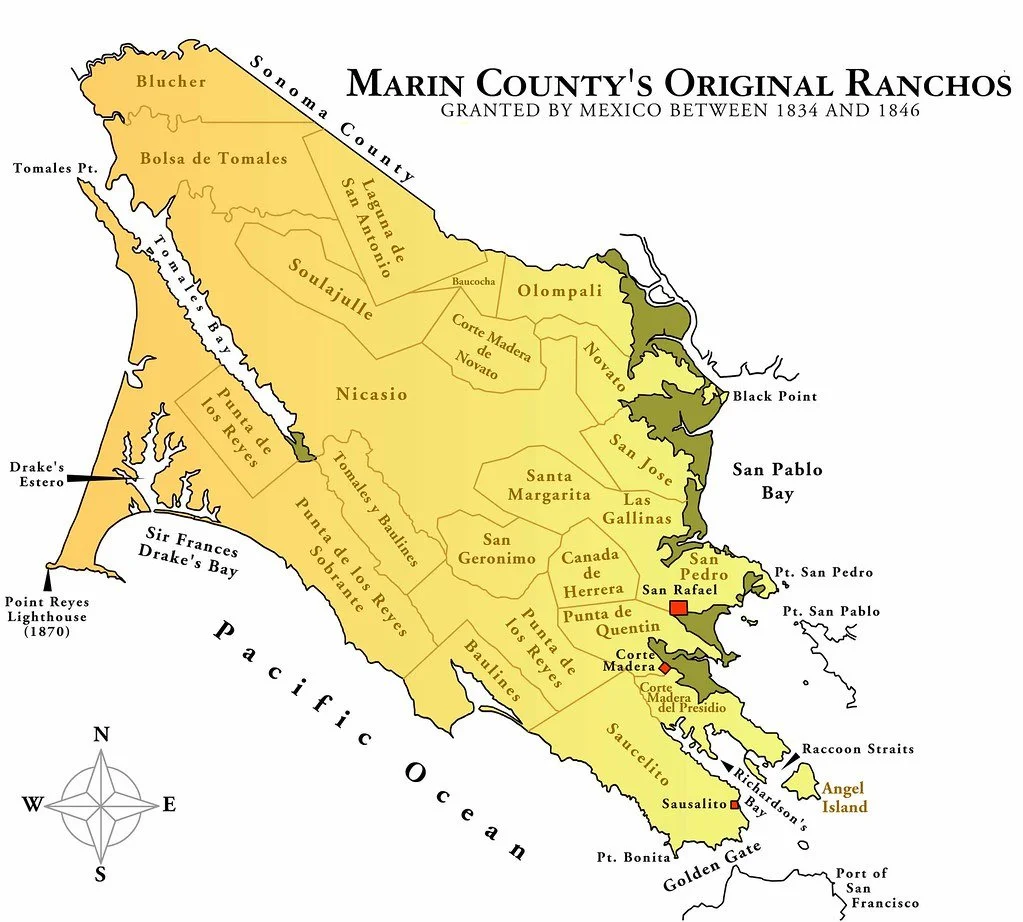 MARIN COUNTY'S ORIGINAL RANCHOS
GRANTED BY MEXICO BETWEEN 1834 AND 1846
Blucher
Sonoma County
Bolsa de Tomales
Tomales Pt.
Laguna de
San Antonio
Tomales Bay
Soulajulle
Baucocha
Olompali
Corte Madera
de
Novato
Novato
Nicasio
Black Point
Punta de
los Reyes
San Jose
Drake's
Estero
San Pablo
Bay
Tomales y Baulines
Santa
Margarita
Las
Gallinas
Sir Frances
Drake's Bay
Punta de los Reyes
Sobrante
San
Geronimo
Canada
de
Herrera
San
Pedro
Pt. San Pedro
San Rafael
Point Reyes
Lighthouse
(1870)
Pt. San Pablo
Punta de
Quentin
Punta de
los Reyes
Baulines
Corte
Madera
Corte
Madera
del Presidio
Pacific Ocean
Saucelito
Raccoon Straits
Richardson's
Bay
Angel
Island
Sausalito
N
W
E
S
Pt. Bonita
Golden Gate
Port of
San
Francisco